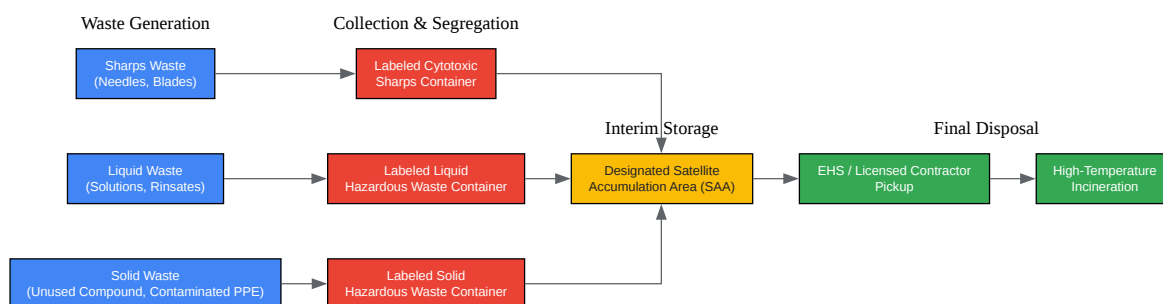 Waste Generation
Collection & Segregation
Sharps Waste
(Needles, Blades)
Labeled Cytotoxic
Sharps Container
Interim Storage
Final Disposal
Liquid Waste
(Solutions, Rinsates)
Labeled Liquid
Hazardous Waste Container
Designated Satellite
Accumulation Area (SAA)
EHS / Licensed Contractor
Pickup
High-Temperature
Incineration
Solid Waste
(Unused Compound, Contaminated PPE)
Labeled Solid
Hazardous Waste Container